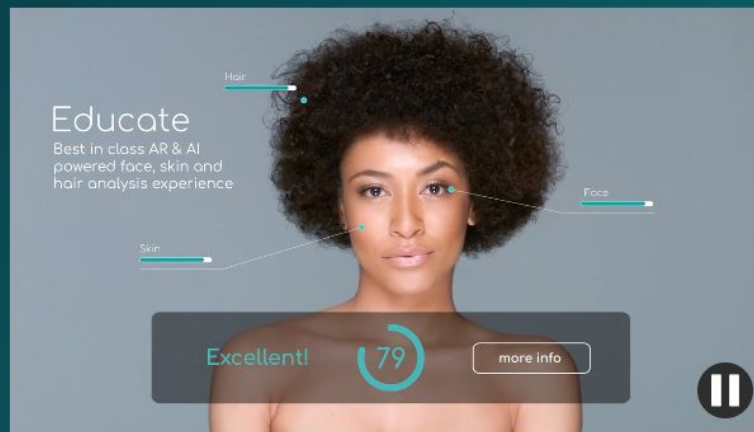 Hair
Educate
Best in class AR & AI
powered face, skin and
hair analysis experience
Face
Skin
Excellent!
79
more info